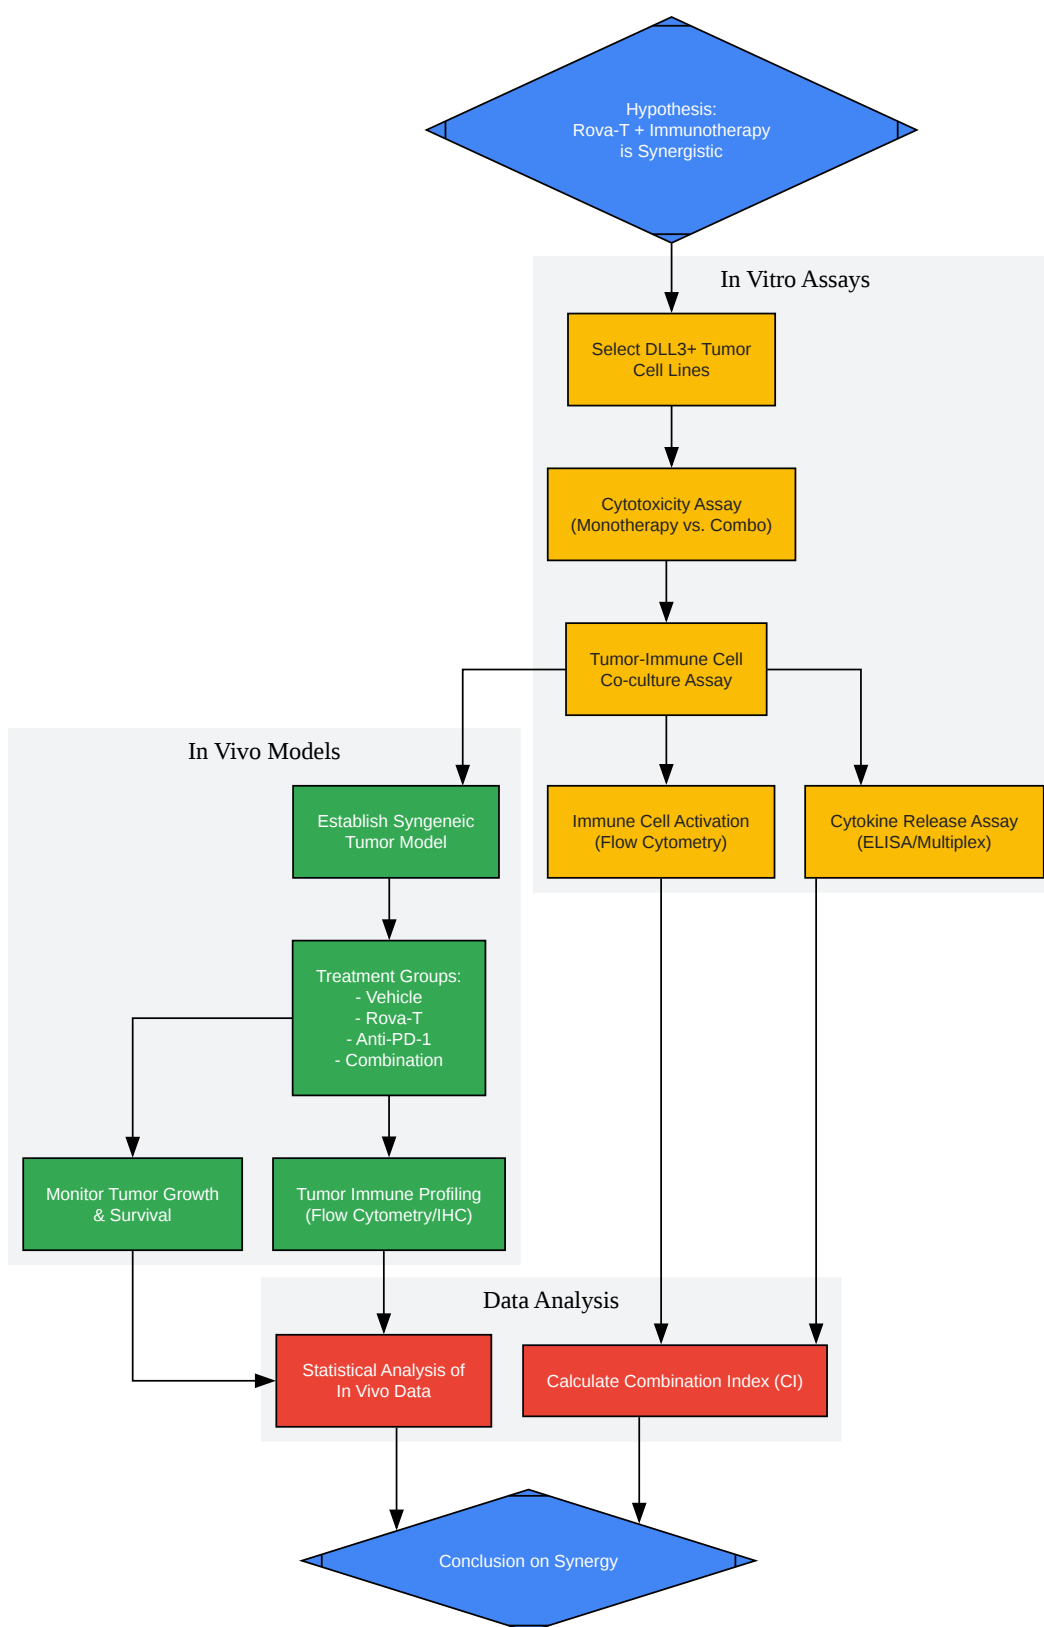 Hypothesis:
Rova-T + Immunotherapy
is Synergistic
In Vitro Assays
Select DLL3+ Tumor
Cell Lines
Cytotoxicity Assay
(Monotherapy vs. Combo)
Tumor-Immune Cell
Co-culture Assay
In Vivo Models
Establish Syngeneic
Tumor Model
Immune Cell Activation
(Flow Cytometry)
Cytokine Release Assay
(ELISA/Multiplex)
Treatment Groups:
- Vehicle
- Rova-T
- Anti-PD-1
- Combination
Monitor Tumor Growth
& Survival
Tumor Immune Profiling
(Flow Cytometry/IHC)
Data Analysis
Statistical Analysis of
In Vivo Data
Calculate Combination Index (CI)
Conclusion on Synergy